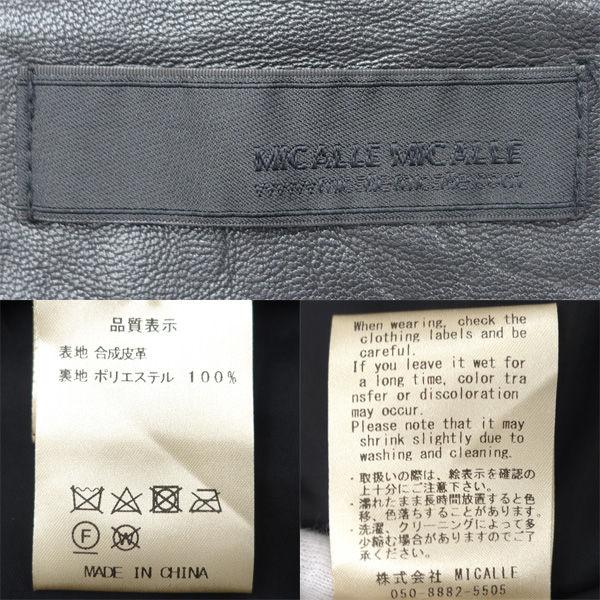 MICALLE MICALLE
www.micalle-micalle.com
品質表示
表地 合成皮革
裏地 ポリエステル 100%
F
W
MADE IN CHINA
When wearing, check the
clothing labels and be
careful.
If you leave it wet for
a long time, color tra
nsfer or discoloration
may occur.
Please note that it may
shrink slightly due to
washing and cleaning.
・取扱いの際は、絵表示を確認の
上十分にご注意下さい。
・濡れたまま長時間放置すると色
移、色落ちすることがあります。
・洗濯、クリーニングによって多
少縮む場合がありますのでご了
承ください。
株式会社 MICALLE
050-8882-5505